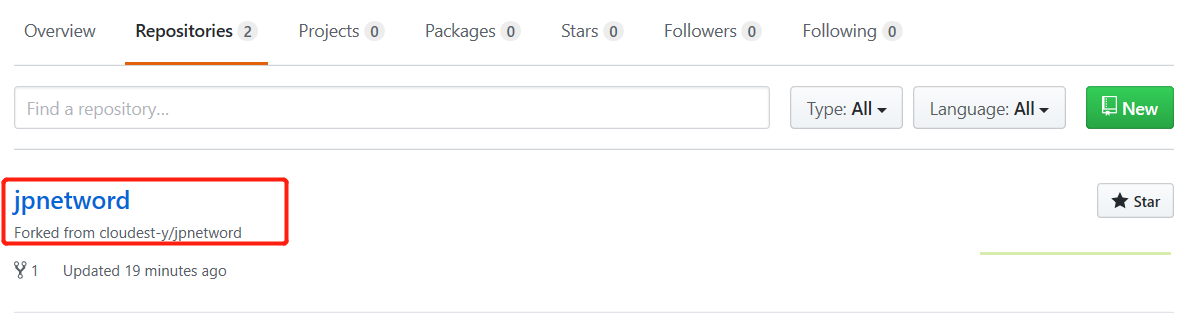 Overview Repositories 2 Projects 0 Packages 0 Stars 0 Followers 0 Following 0
Find a repository... Type: All Language: All New
jpnetword Star
Forked from cloudest-y/jpnetword
1 Updated 19 minutes ago